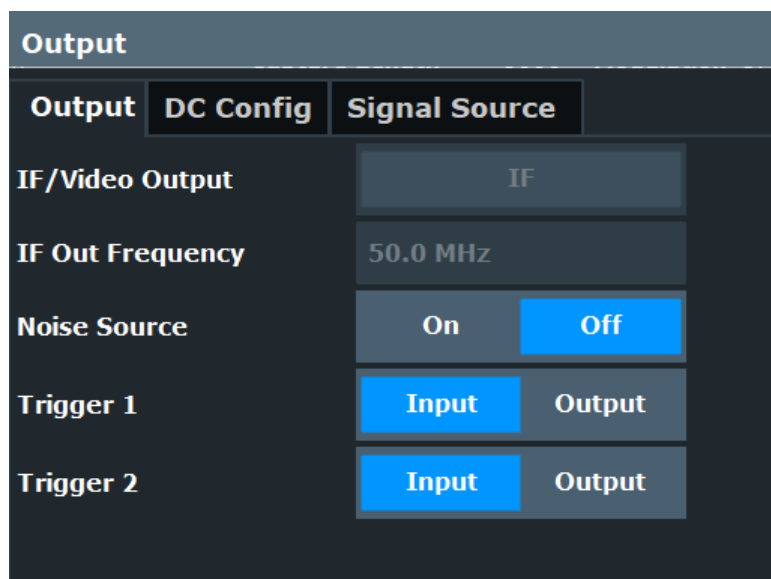 Output
Output DC Config Signal Source
IF/Video Output IF
IF Out Frequency 50.0 MHz
Noise Source On Off
Trigger 1 Input Output
Trigger 2 Input Output